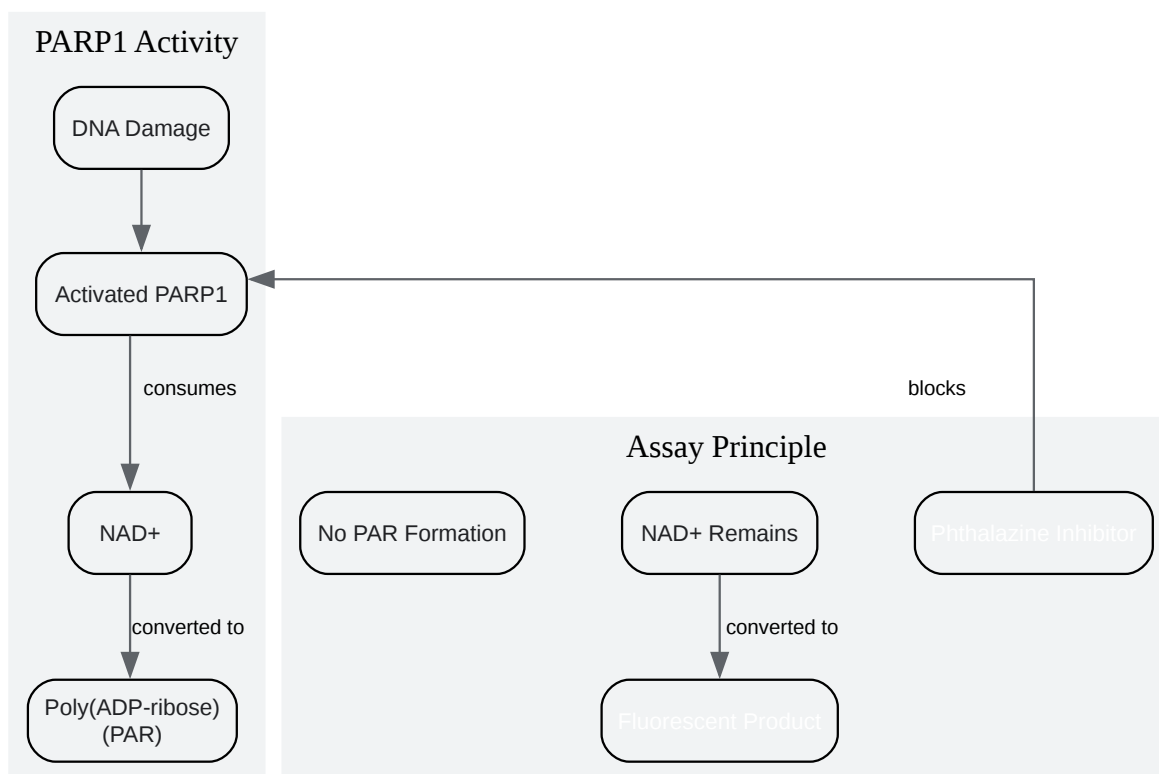 PARP1 Activity
DNA Damage
Activated PARP1
consumes
blocks
Assay Principle
NAD+
No PAR Formation
NAD+ Remains
Phthalazine Inhibitor
converted to
converted to
Poly(ADP-ribose)
(PAR)
Fluorescent Product